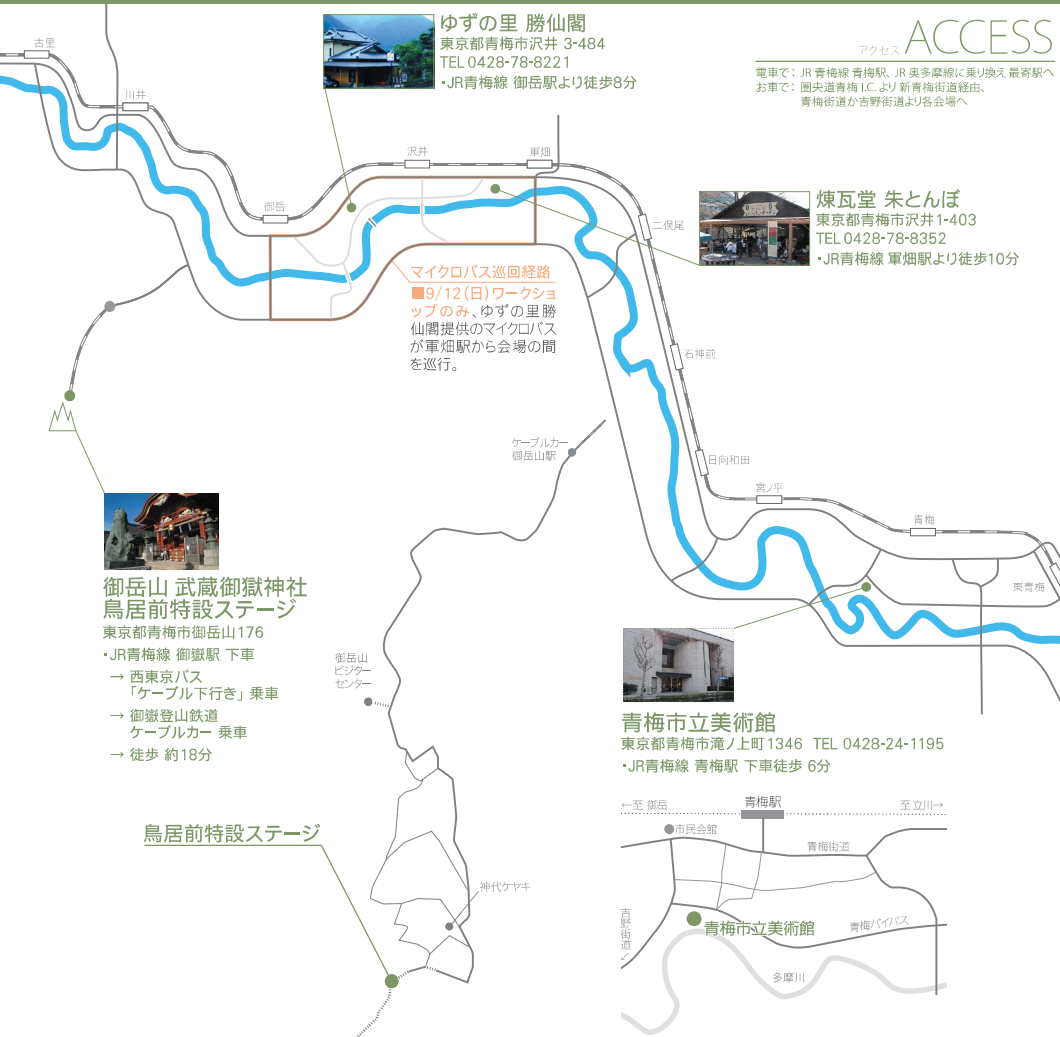 アクセス ACCESS
電車で：JR 青梅線 青梅駅、JR 奥多摩線に乗り換え 最寄駅へ
お車で：圏央道青梅 I.C.より 新青梅街道経由、
青梅街道か吉野街道より各会場へ
ゆずの里 勝仙閣
東京都青梅市沢井 3-484
TEL 0428-78-8221
・JR青梅線 御岳駅より徒歩8分
古里
川井
御岳
沢井
軍畑
二俣尾
石神前
日向和田
宮ノ平
青梅
東青梅
煉瓦堂 朱とんぼ
東京都青梅市沢井1-403
TEL 0428-78-8352
・JR青梅線 軍畑駅より徒歩10分
マイクロバス巡回経路
■9/12(日)ワークショ
ップのみ、ゆずの里勝
仙閣提供のマイクロバス
が軍畑駅から会場の間
を巡行。
ケーブルカー
御岳山駅
御岳山 武蔵御獄神社
鳥居前特設ステージ
東京都青梅市御岳山176
・JR青梅線 御嶽駅 下車
→ 西東京バス
「ケーブル下行き」乗車
→ 御嶽登山鉄道
ケーブルカー 乗車
→ 徒歩 約18分
御岳山
ビジター
センター
鳥居前特設ステージ
神代ケヤキ
青梅市立美術館
東京都青梅市滝ノ上町1346 TEL 0428-24-1195
・JR青梅線 青梅駅 下車徒歩 6分
←至 御岳
青梅駅
至 立川→
市民会館
青梅街道
吉野街道↙
青梅市立美術館
青梅バイパス
多摩川